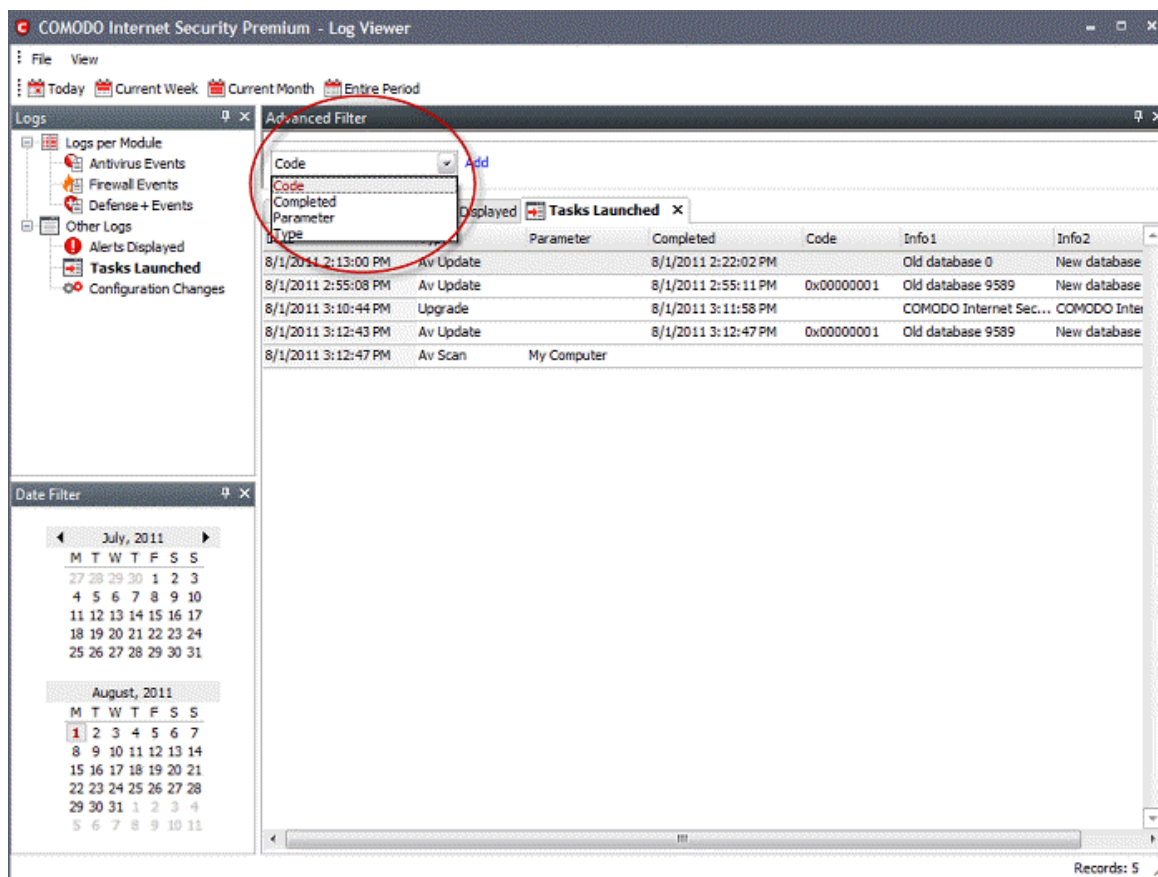 COMODO Internet Security Premium - Log Viewer
File View
Today Current Week Current Month Entire Period
Logs
Logs per Module
Antivirus Events
Firewall Events
Defense+ Events
Other Logs
Alerts Displayed
Tasks Launched
Configuration Changes
Advanced Filter
Code Add
Code
Completed
Parameter
Type
Displayed Tasks Launched
Parameter Completed Code Info1 Info2
8/1/2011 2:13:00 PM Av Update 8/1/2011 2:22:02 PM Old database 0 New database
8/1/2011 2:55:08 PM Av Update 8/1/2011 2:55:11 PM 0x00000001 Old database 9589 New database
8/1/2011 3:10:44 PM Upgrade 8/1/2011 3:11:58 PM COMODO Internet Sec... COMODO Inter
8/1/2011 3:12:43 PM Av Update 8/1/2011 3:12:47 PM 0x00000001 Old database 9589 New database
8/1/2011 3:12:47 PM Av Scan My Computer
Date Filter
July, 2011
M T W T F S S
27 28 29 30 1 2 3
4 5 6 7 8 9 10
11 12 13 14 15 16 17
18 19 20 21 22 23 24
25 26 27 28 29 30 31
August, 2011
M T W T F S S
1 2 3 4 5 6 7
8 9 10 11 12 13 14
15 16 17 18 19 20 21
22 23 24 25 26 27 28
29 30 31 1 2 3 4
5 6 7 8 9 10 11
Records: 5